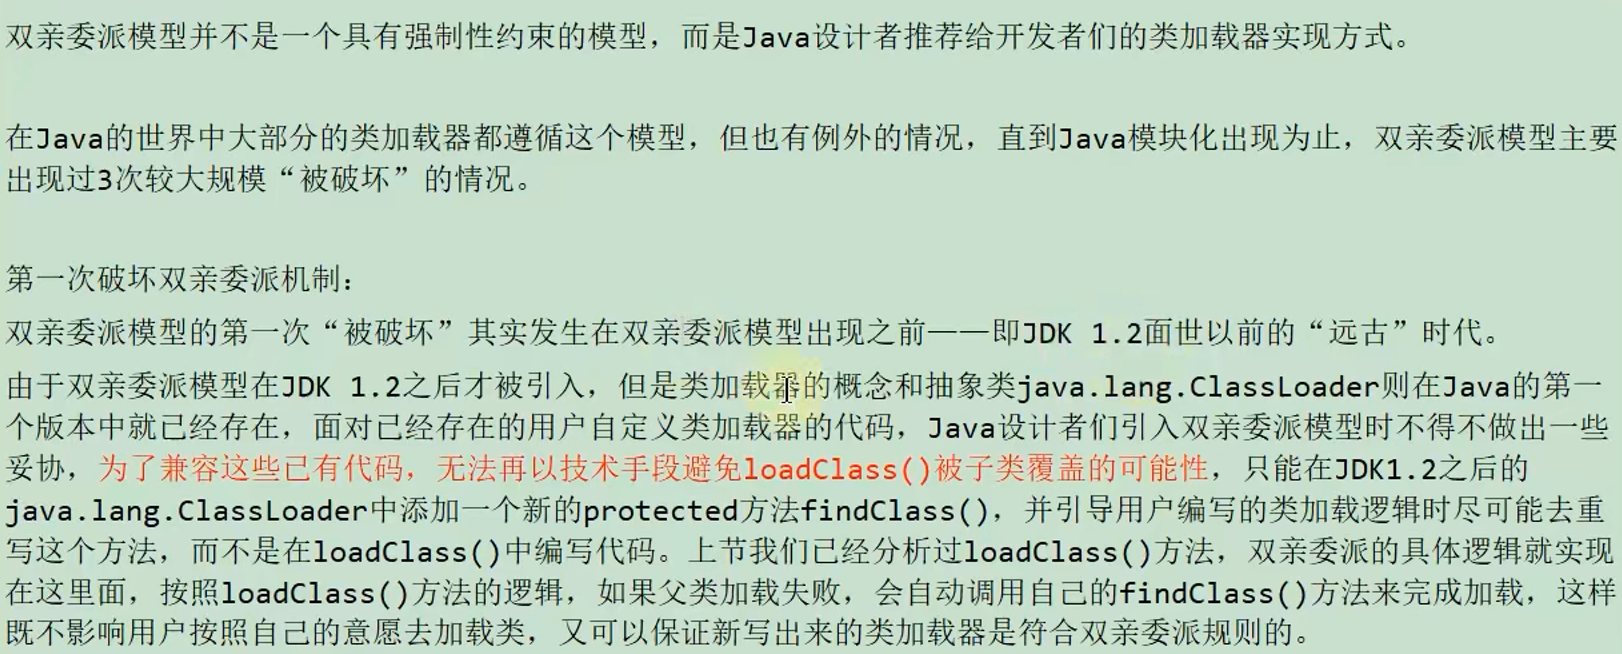 双亲委派模型并不是一个具有强制性约束的模型，而是Java设计者推荐给开发者们的类加载器实现方式。
在Java的世界中大部分的类加载器都遵循这个模型，但也有例外的情况，直到Java模块化出现为止，双亲委派模型主要
出现过3次较大规模“被破坏”的情况。
第一次破坏双亲委派机制：
双亲委派模型的第一次“被破坏”其实发生在双亲委派模型出现之前——即JDK 1.2面世以前的“远古”时代。
由于双亲委派模型在JDK 1.2之后才被引入，但是类加载器的概念和抽象类java.lang.ClassLoader则在Java的第一
个版本中就已经存在，面对已经存在的用户自定义类加载器的代码，Java设计者们引入双亲委派模型时不得不做出一些
妥协，为了兼容这些已有代码，无法再以技术手段避免loadClass()被子类覆盖的可能性，只能在JDK1.2之后的
java.lang.ClassLoader中添加一个新的protected方法findClass()，并引导用户编写的类加载逻辑时尽可能去重
写这个方法，而不是在loadClass()中编写代码。上节我们已经分析过loadClass()方法，双亲委派的具体逻辑就实现
在这里面，按照loadClass()方法的逻辑，如果父类加载失败，会自动调用自己的findClass()方法来完成加载，这样
既不影响用户按照自己的意愿去加载类，又可以保证新写出来的类加载器是符合双亲委派规则的。